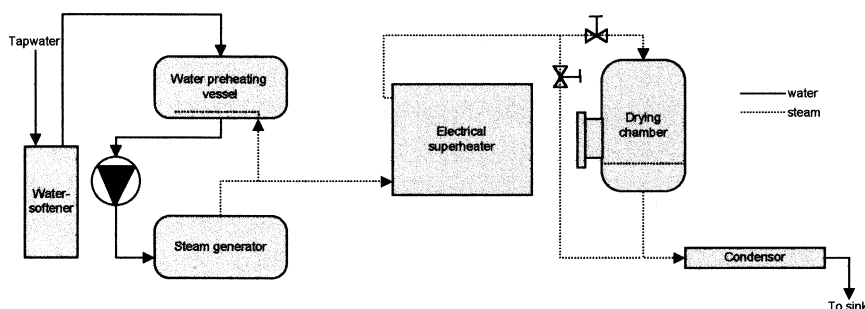 Tapwater
Water preheating
vessel
water
steam
Drying
chamber
Electrical
superheater
Water-
softener
Steam generator
Condensor
To sink